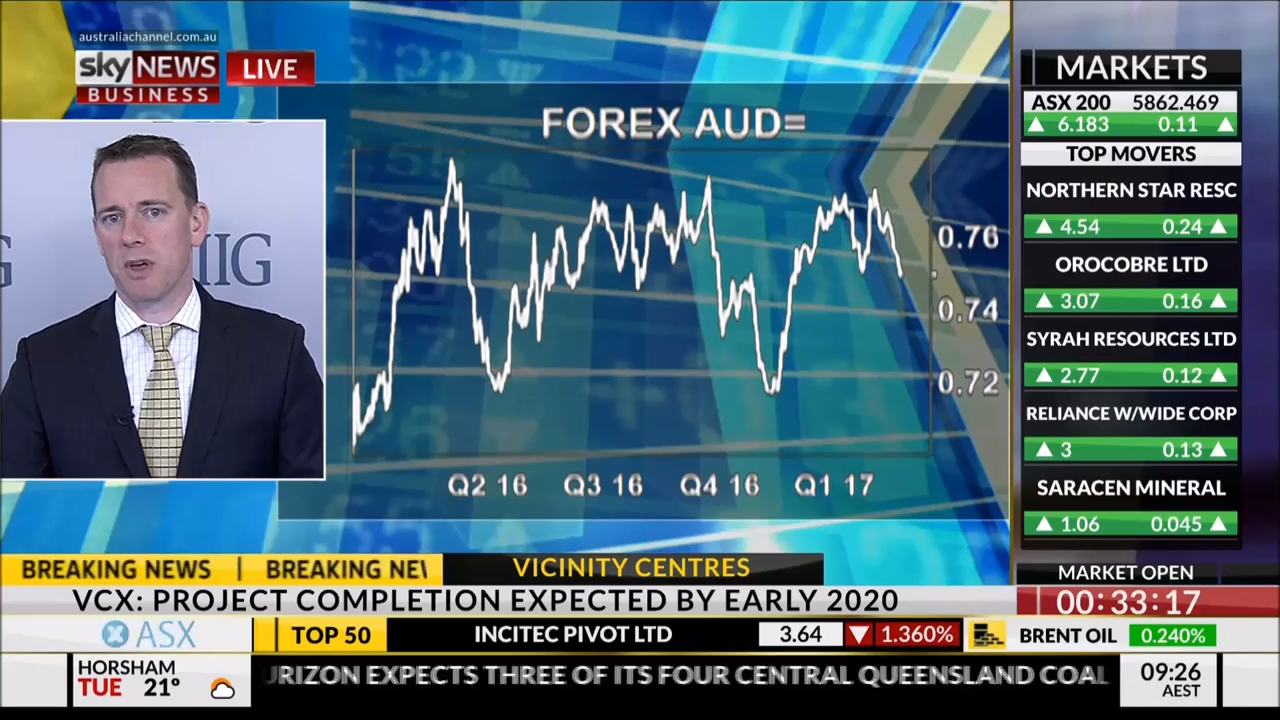 australiachannel.com.au
sky NEWS
BUSINESS
LIVE
IG
FOREX AUD=
0.76
0.74
0.72
Q2 16 Q3 16 Q4 16 Q1 17
MARKETS
ASX 200 5862.469
▲ 6.183 0.11 ▲
TOP MOVERS
NORTHERN STAR RESC
▲ 4.54 0.24 ▲
OROCOBRE LTD
▲ 3.07 0.16 ▲
SYRAH RESOURCES LTD
▲ 2.77 0.12 ▲
RELIANCE W/WIDE CORP
▲ 3 0.13 ▲
SARACEN MINERAL
▲ 1.06 0.045 ▲
MARKET OPEN
00:33:17
BREAKING NEWS | BREAKING NEW
VICINITY CENTRES
VCX: PROJECT COMPLETION EXPECTED BY EARLY 2020
ASX TOP 50 INCITEC PIVOT LTD 3.64 ▼ 1.360% BRENT OIL 0.240%
HORSHAM
TUE 21°
URIZON EXPECTS THREE OF ITS FOUR CENTRAL QUEENSLAND COAL
09:26
AEST